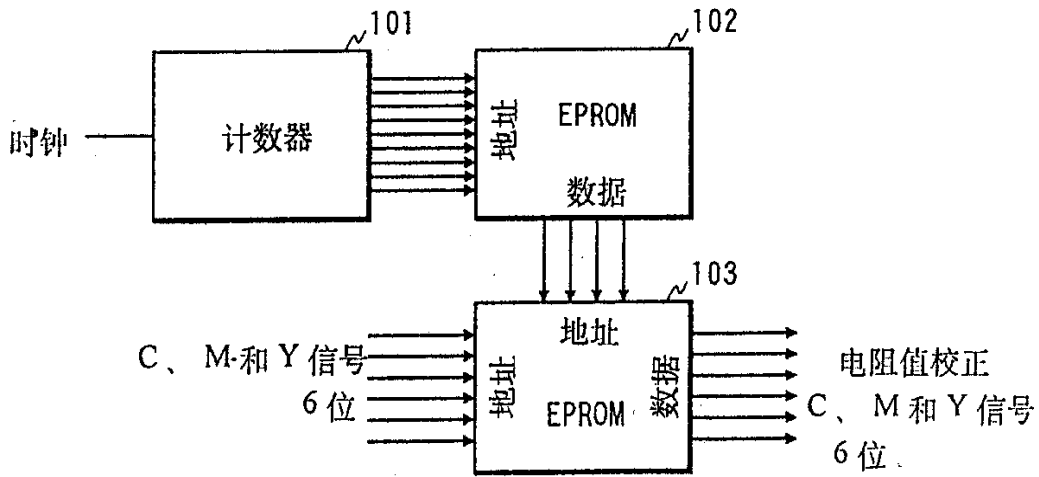 101
102
时钟
计数器
地址
EPROM
数据
103
C、M和Y信号
6位
地址
地址
EPROM
数据
电阻值校正
C、M和Y信号
6位